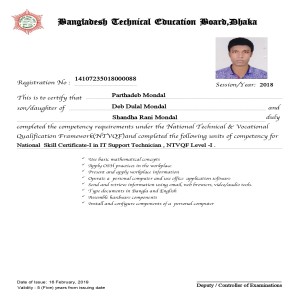 Bangladesh Technical Education Board,Dhaka
Registration No : 14107235018000088
Session/Year: 2018
This is to certify that Parthadeb Mondal
son/daughter of Deb Dulal Mondal and
Shandha Rani Mondal duly
completed the competency requirements under the National Technical & Vocational
Qualification Framework(NTVQF)and completed the following units of competency for
National Skill Certificate-I in IT Support Technician , NTVQF Level -I .
Use basic mathematical concepts
Apply OSH practices in the workplace
Present and apply workplace information
Operate a personal computer and use office application software
Send and retrieve information using email, web browsers, video/audio tools
Type documents in Bangla and English
Assemble hardware components
Install and configure components of a personal computer
Date of Issue: 16 February, 2019
Validity : 5 (Five) years from issuing date
Deputy / Controller of Examinations